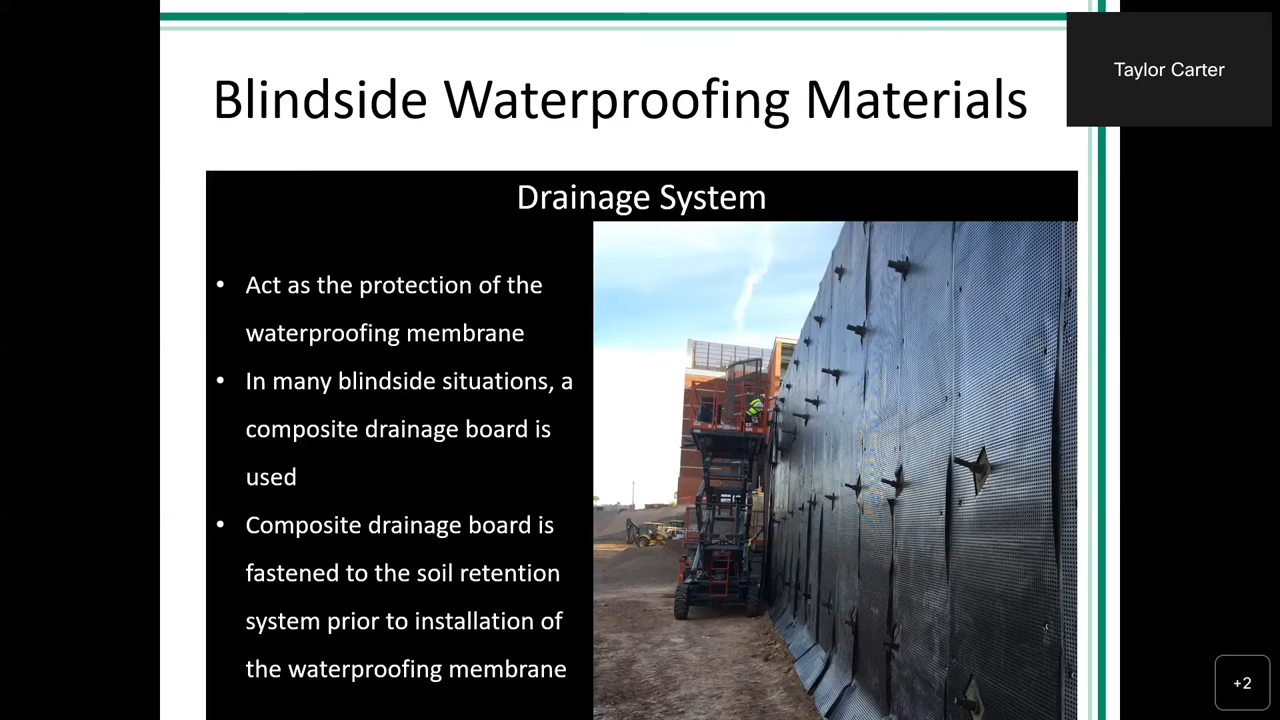 Blindside Waterproofing Materials
Taylor Carter
Drainage System
• Act as the protection of the
waterproofing membrane
• In many blindside situations, a
composite drainage board is
used
• Composite drainage board is
fastened to the soil retention
system prior to installation of
the waterproofing membrane
+2